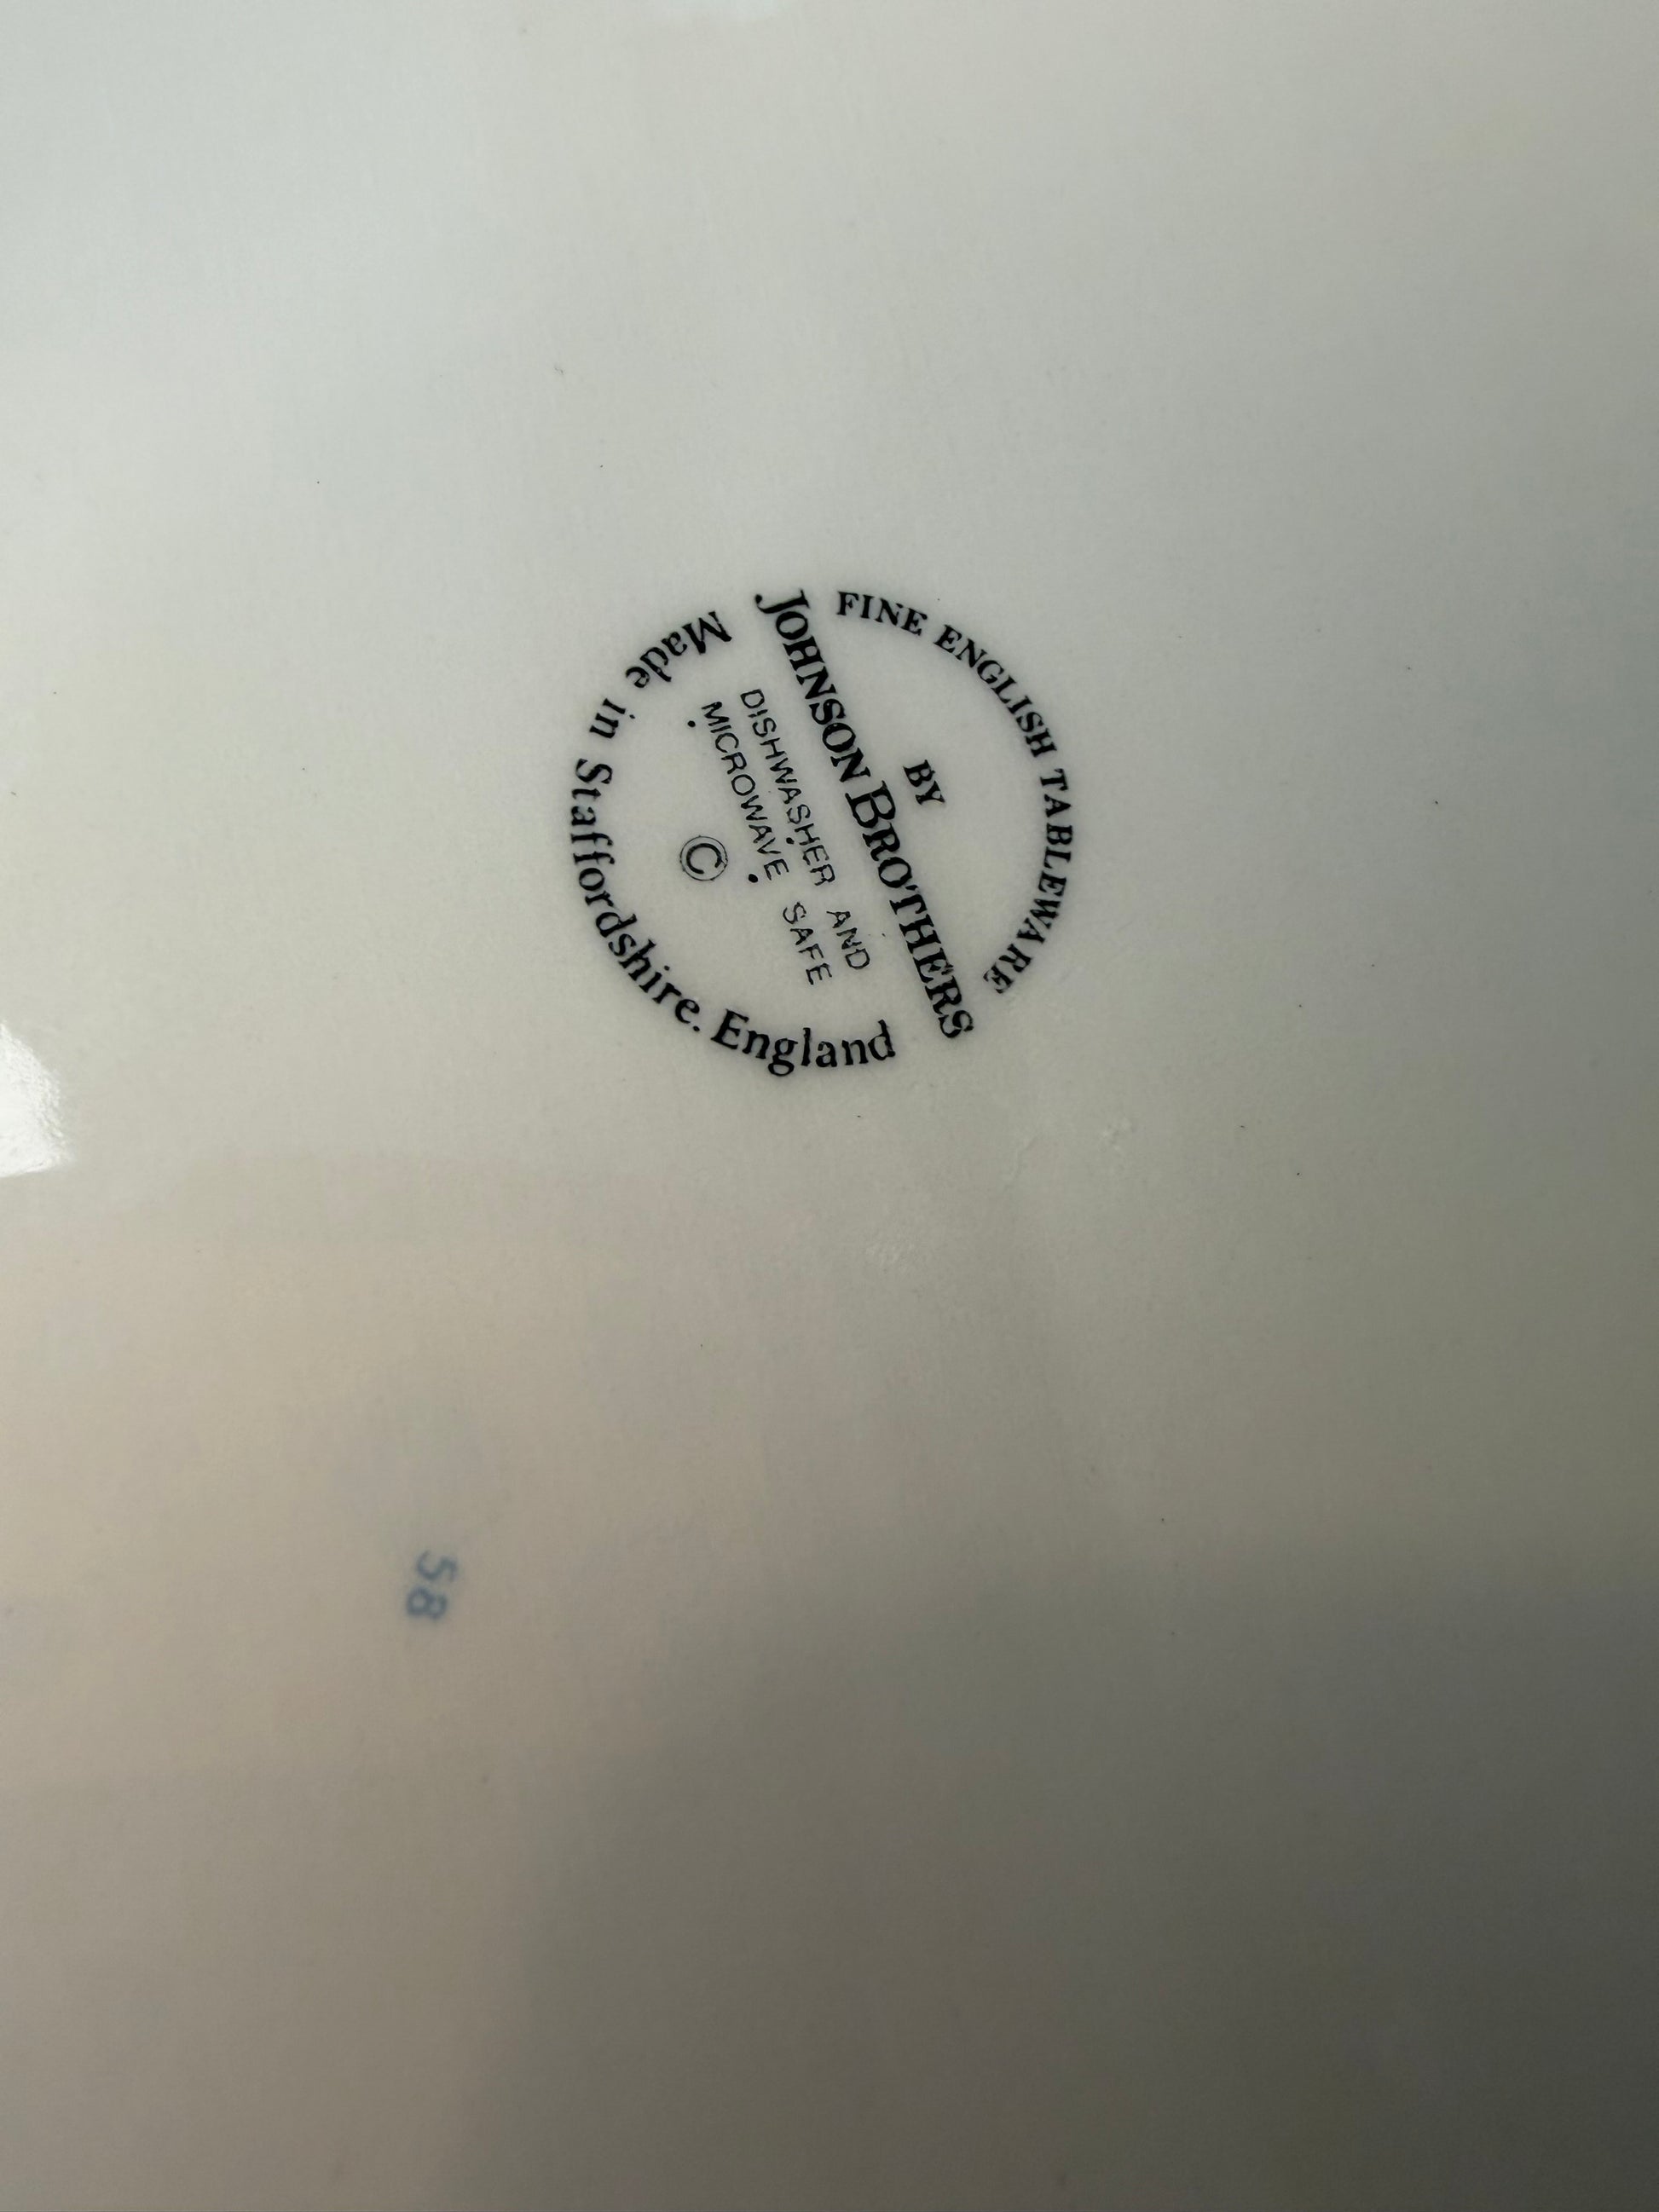 FINE ENGLISH TABLEWARE
BY
JOHNSON BROTHERS
DISHWASHER AND
MICROWAVE SAFE
©
Made in Staffordshire. England
58